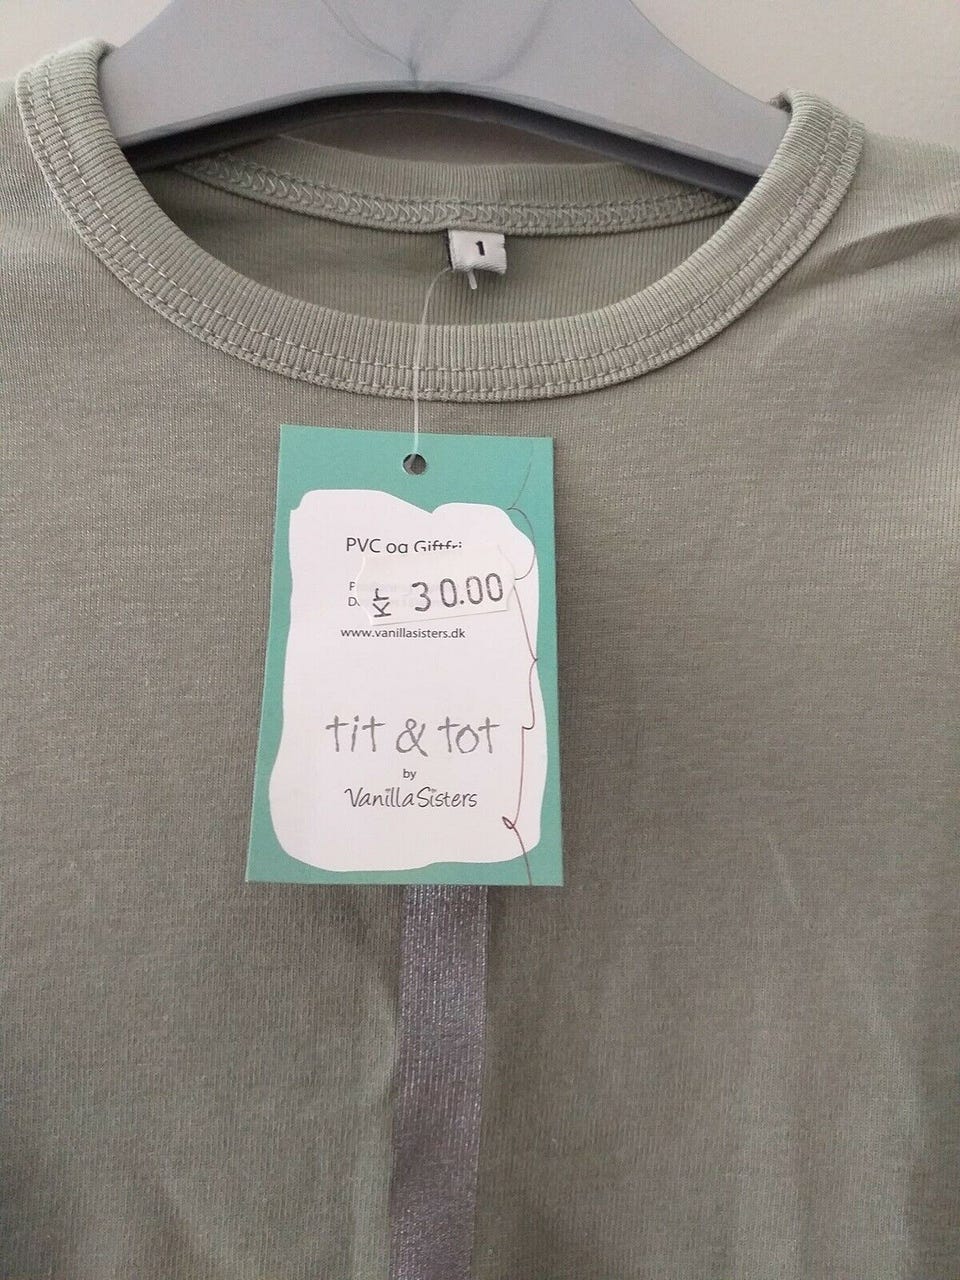 1
PVC og Giftfri
Kr 30.00
www.vanillasisters.dk
tit & tot
by
VanillaSisters